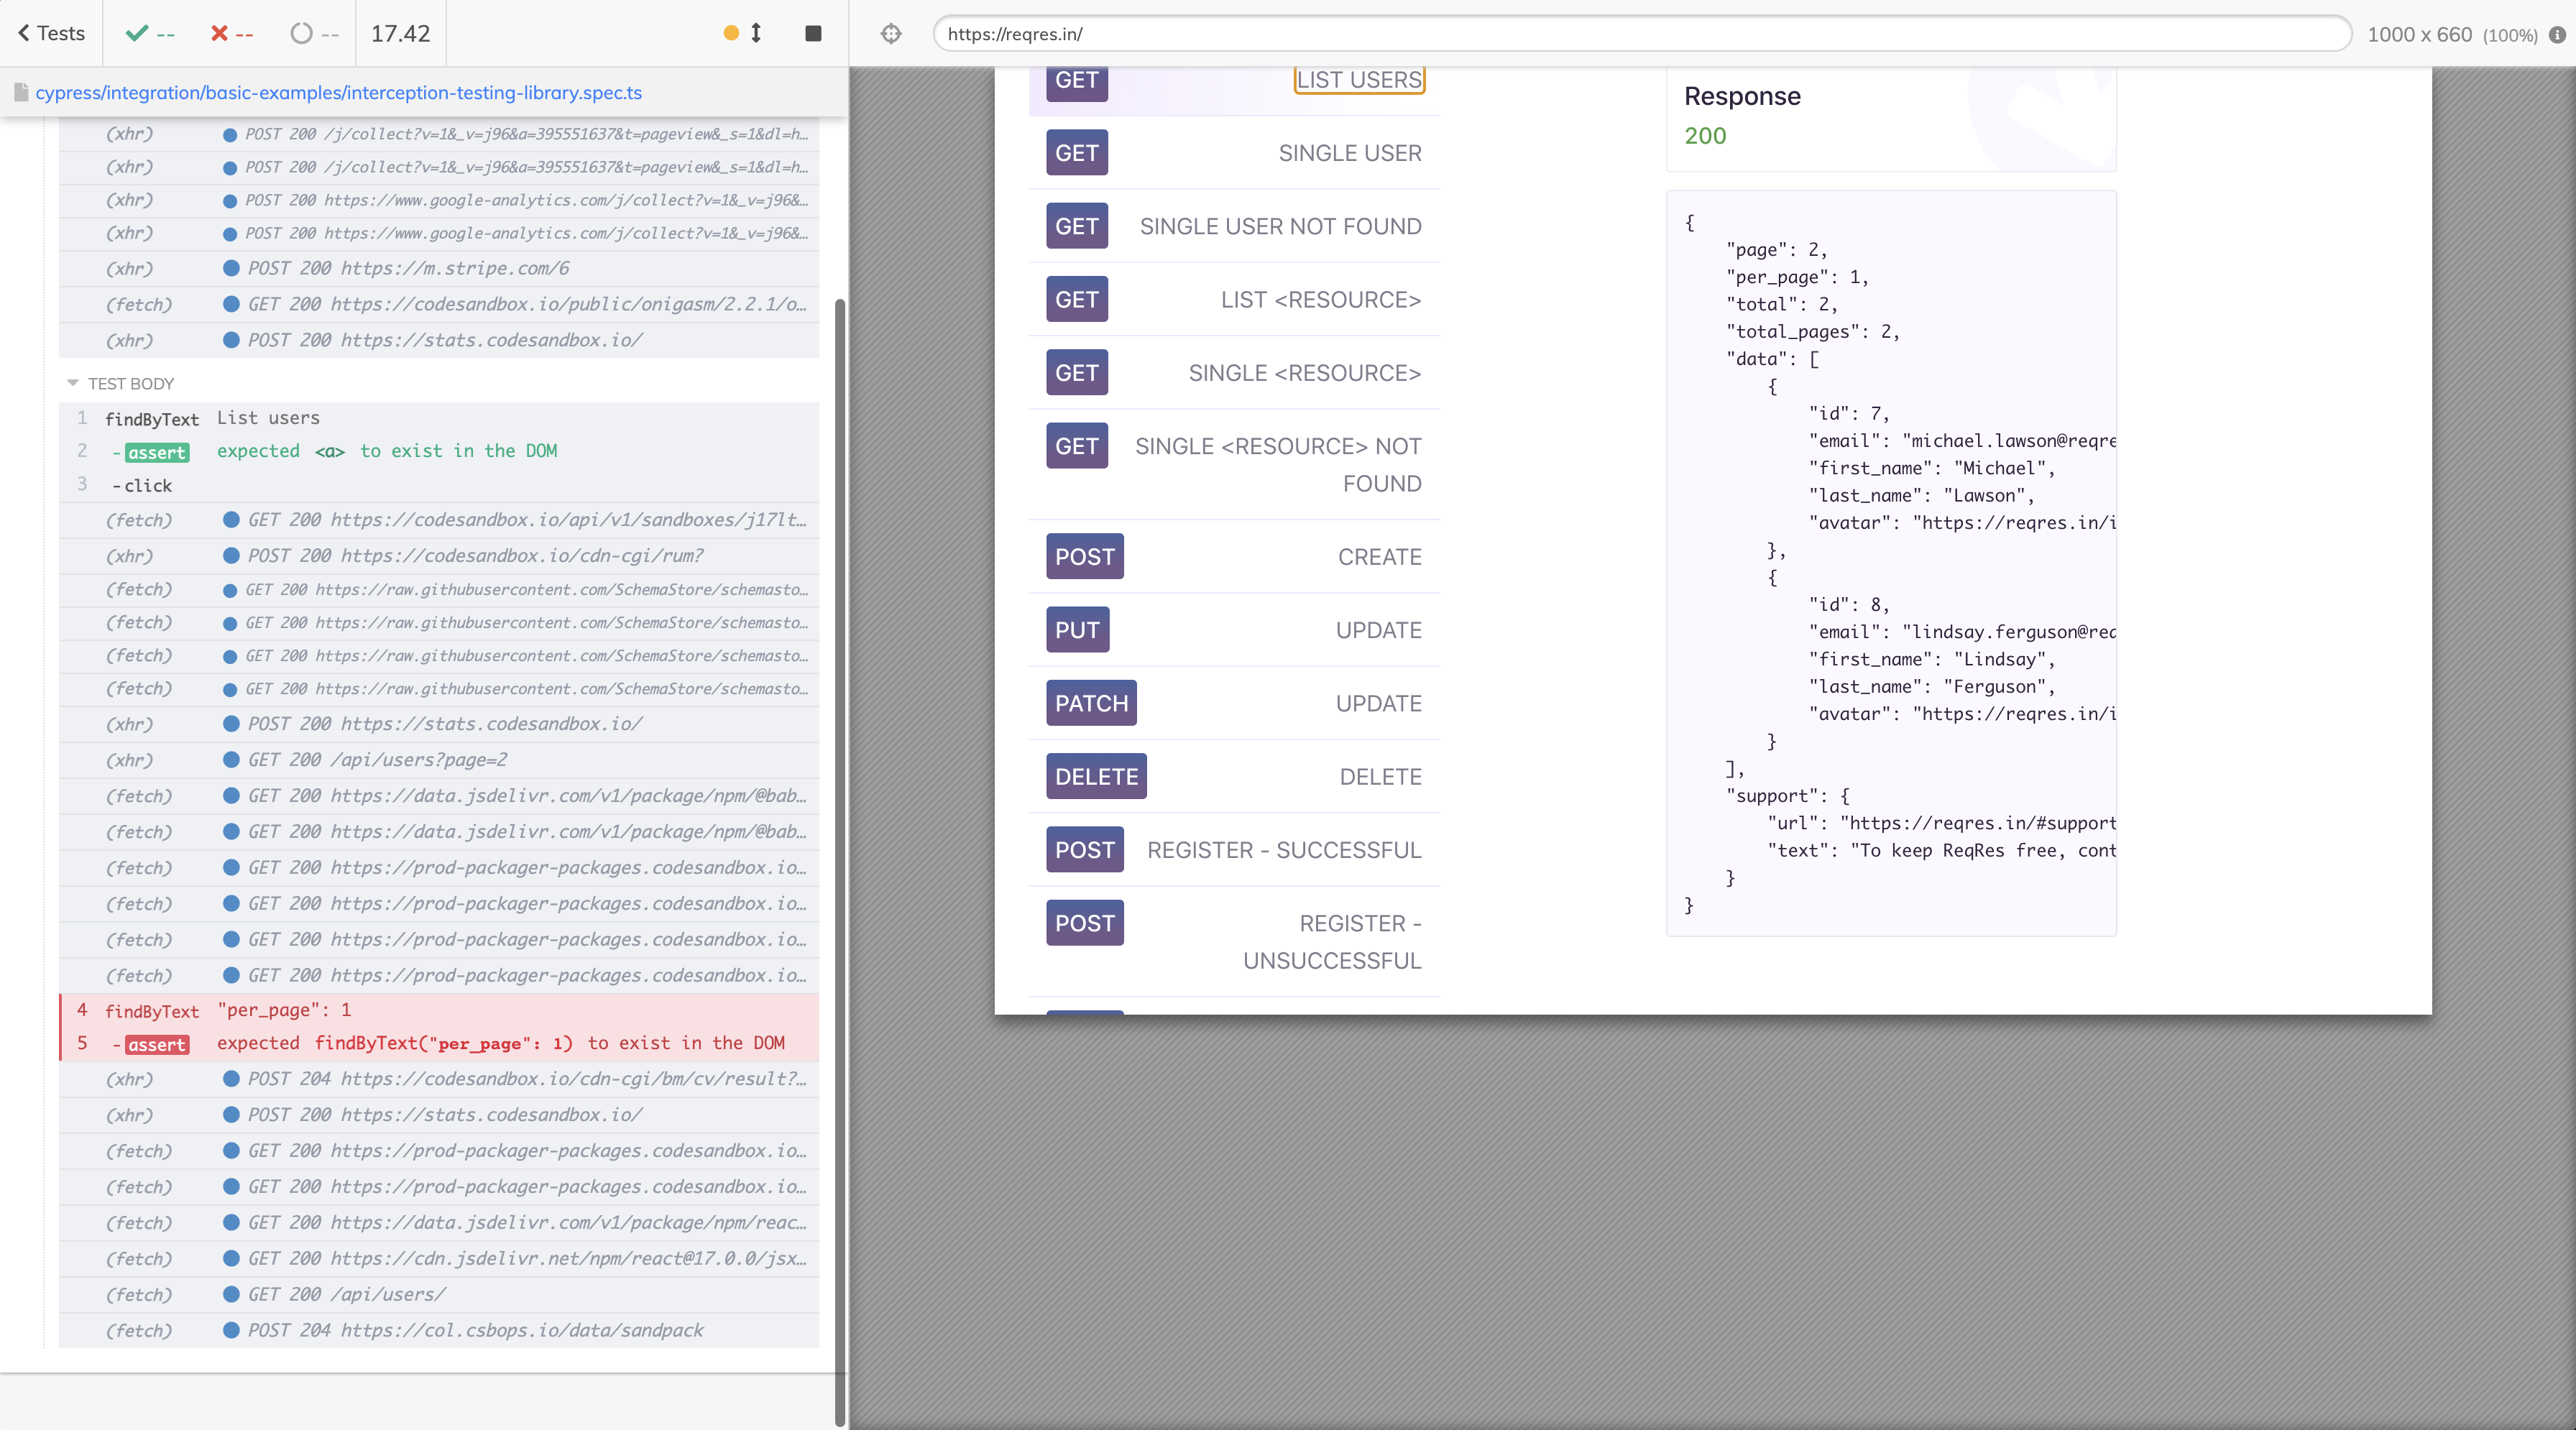 Tests
--
--
--
17.42
https://reqres.in/
1000 x 660 (100%)
cypress/integration/basic-examples/interception-testing-library.spec.ts
(xhr) POST 200 /j/collect?v=1&_v=j96&a=395551637&t=pageview&_s=1&dl=h…
(xhr) POST 200 /j/collect?v=1&_v=j96&a=395551637&t=pageview&_s=1&dl=h…
(xhr) POST 200 https://www.google-analytics.com/j/collect?v=1&_v=j96&…
(xhr) POST 200 https://www.google-analytics.com/j/collect?v=1&_v=j96&…
(xhr) POST 200 https://m.stripe.com/6
(fetch) GET 200 https://codesandbox.io/public/onigasm/2.2.1/o…
(xhr) POST 200 https://stats.codesandbox.io/
TEST BODY
1 findByText List users
2 -assert expected <a> to exist in the DOM
3 -click
(fetch) GET 200 https://codesandbox.io/api/v1/sandboxes/j17lt…
(xhr) POST 200 https://codesandbox.io/cdn-cgi/rum?
(fetch) GET 200 https://raw.githubusercontent.com/SchemaStore/schemasto…
(fetch) GET 200 https://raw.githubusercontent.com/SchemaStore/schemasto…
(fetch) GET 200 https://raw.githubusercontent.com/SchemaStore/schemasto…
(fetch) GET 200 https://raw.githubusercontent.com/SchemaStore/schemasto…
(xhr) POST 200 https://stats.codesandbox.io/
(xhr) GET 200 /api/users?page=2
(fetch) GET 200 https://data.jsdelivr.com/v1/package/npm/@bab…
(fetch) GET 200 https://data.jsdelivr.com/v1/package/npm/@bab…
(fetch) GET 200 https://prod-packager-packages.codesandbox.io…
(fetch) GET 200 https://prod-packager-packages.codesandbox.io…
(fetch) GET 200 https://prod-packager-packages.codesandbox.io…
(fetch) GET 200 https://prod-packager-packages.codesandbox.io…
4 findByText "per_page": 1
5 -assert expected findByText("per_page": 1) to exist in the DOM
(xhr) POST 204 https://codesandbox.io/cdn-cgi/bm/cv/result?…
(xhr) POST 200 https://stats.codesandbox.io/
(fetch) GET 200 https://prod-packager-packages.codesandbox.io…
(fetch) GET 200 https://prod-packager-packages.codesandbox.io…
(fetch) GET 200 https://data.jsdelivr.com/v1/package/npm/reac…
(fetch) GET 200 https://cdn.jsdelivr.net/npm/react@17.0.0/jsx…
(fetch) GET 200 /api/users/
(fetch) POST 204 https://col.csbops.io/data/sandpack
GET LIST USERS
GET SINGLE USER
GET SINGLE USER NOT FOUND
GET LIST <RESOURCE>
GET SINGLE <RESOURCE>
GET SINGLE <RESOURCE> NOT
FOUND
POST CREATE
PUT UPDATE
PATCH UPDATE
DELETE DELETE
POST REGISTER - SUCCESSFUL
POST REGISTER -
UNSUCCESSFUL
Response
200
{
"page": 2,
"per_page": 1,
"total": 2,
"total_pages": 2,
"data": [
{
"id": 7,
"email": "michael.lawson@reqre
"first_name": "Michael",
"last_name": "Lawson",
"avatar": "https://reqres.in/i
},
{
"id": 8,
"email": "lindsay.ferguson@req
"first_name": "Lindsay",
"last_name": "Ferguson",
"avatar": "https://reqres.in/i
}
],
"support": {
"url": "https://reqres.in/#support
"text": "To keep ReqRes free, cont
}
}